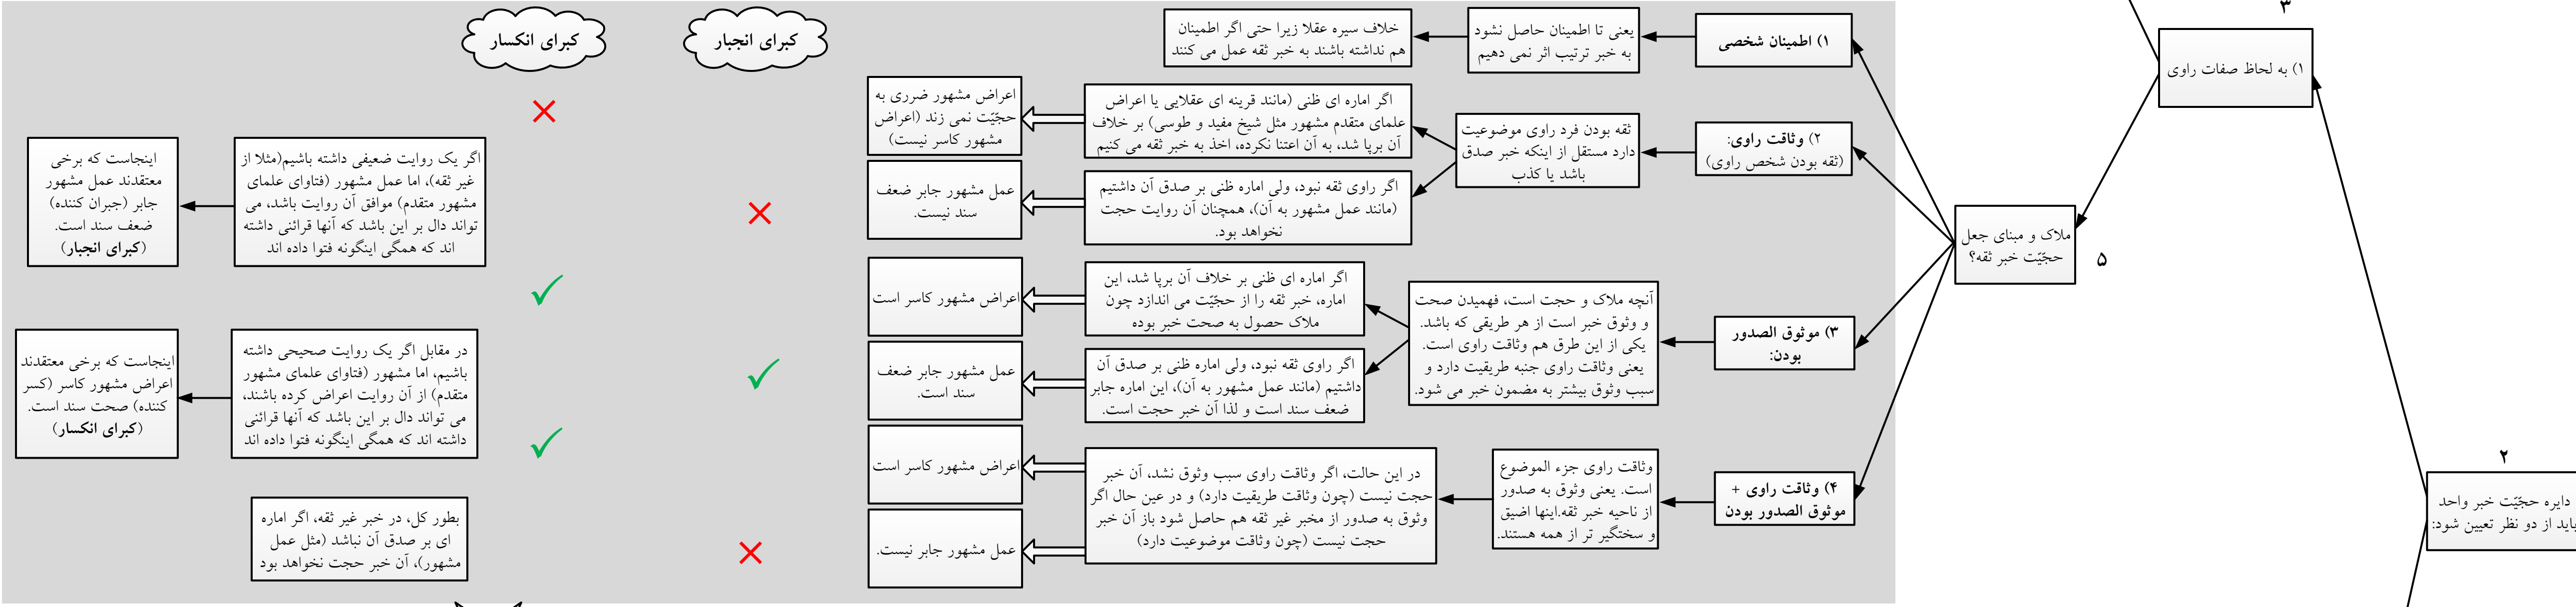 ۲
دایره حجّیّت خبر واحد
باید از دو نظر تعیین شود:
۳
۱) به لحاظ صفات راوی
۵
ملاک و مبنای جعل
حجّیّت خبر ثقه؟
۱) اطمینان شخصی
یعنی تا اطمینان حاصل نشود
به خبر ترتیب اثر نمی دهیم
خلاف سیره عقلا زیرا حتی اگر اطمینان
هم نداشته باشند به خبر ثقه عمل می کنند
کبرای انجبار
کبرای انکسار
۲) وثاقت راوی:
(ثقه بودن شخص راوی)
ثقه بودن فرد راوی موضوعیت
دارد مستقل از اینکه خبر صدق
باشد یا کذب
اگر اماره ای ظنی (مانند قرینه ای عقلایی یا اعراض
علمای متقدم مشهور مثل شیخ مفید و طوسی) بر خلاف
آن برپا شد، به آن اعتنا نکرده، اخذ به خبر ثقه می کنیم
اعراض مشهور ضرری به
حجّیّت نمی زند (اعراض
مشهور کاسر نیست)
اگر راوی ثقه نبود، ولی اماره ظنی بر صدق آن داشتیم
(مانند عمل مشهور به آن)، همچنان آن روایت حجت
نخواهد بود.
عمل مشهور جابر ضعف
سند نیست.
۳) موثوق الصدور
بودن:
آنچه ملاک و حجت است، فهمیدن صحت
و وثوق خبر است از هر طریقی که باشد.
یکی از این طرق هم وثاقت راوی است.
یعنی وثاقت راوی جنبه طریقیت دارد و
سبب وثوق بیشتر به مضمون خبر می شود.
اگر اماره ای ظنی بر خلاف آن برپا شد، این
اماره، خبر ثقه را از حجّیّت می اندازد چون
ملاک حصول به صحت خبر بوده
اعراض مشهور کاسر است
اگر راوی ثقه نبود، ولی اماره ظنی بر صدق آن
داشتیم (مانند عمل مشهور به آن)، این اماره جابر
ضعف سند است و لذا آن خبر حجت است.
عمل مشهور جابر ضعف
سند است.
۴) وثاقت راوی +
موثوق الصدور بودن
وثاقت راوی جزء الموضوع
است. یعنی وثوق به صدور
از ناحیه خبر ثقه.اینها اضیق
و سختگیر تر از همه هستند.
در این حالت، اگر وثاقت راوی سبب وثوق نشد، آن خبر
حجت نیست (چون وثاقت طریقیت دارد) و در عین حال اگر
وثوق به صدور از مخبر غیر ثقه هم حاصل شود باز آن خبر
حجت نیست (چون وثاقت موضوعیت دارد)
اعراض مشهور کاسر است
عمل مشهور جابر نیست.
اگر یک روایت ضعیفی داشته باشیم(مثلا از
غیر ثقه)، اما عمل مشهور (فتاوای علمای
مشهور متقدم) موافق آن روایت باشد، می
تواند دال بر این باشد که آنها قرائنی داشته
اند که همگی اینگونه فتوا داده اند
اینجاست که برخی
معتقدند عمل مشهور
جابر (جبران کننده)
ضعف سند است.
(کبرای انجبار)
در مقابل اگر یک روایت صحیحی داشته
باشیم، اما مشهور (فتاوای علمای مشهور
متقدم) از آن روایت اعراض کرده باشند،
می تواند دال بر این باشد که آنها قرائنی
داشته اند که همگی اینگونه فتوا داده اند
اینجاست که برخی معتقدند
اعراض مشهور کاسر (کسر
کننده) صحت سند است.
(کبرای انکسار)
بطور کل، در خبر غیر ثقه، اگر اماره
ای بر صدق آن نباشد (مثل عمل
مشهور)، آن خبر حجت نخواهد بود